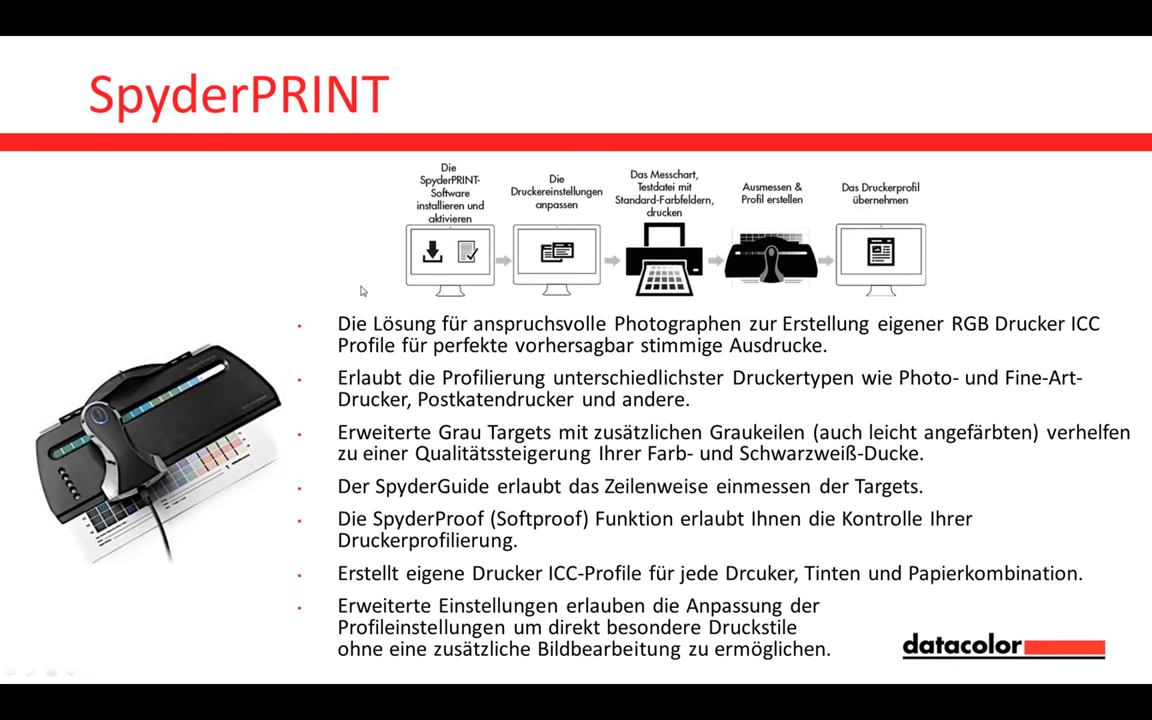 SpyderPRINT
Die
SpyderPRINT-
Software
installieren und
aktivieren
Die
Druckereinstellungen
anpassen
Das Messchart,
Testdatei mit
Standard-Farbfeldern,
drucken
Ausmessen &
Profil erstellen
Das Druckerprofil
übernehmen
• Die Lösung für anspruchsvolle Photographen zur Erstellung eigener RGB Drucker ICC
Profile für perfekte vorhersagbar stimmige Ausdrucke.
• Erlaubt die Profilierung unterschiedlichster Druckertypen wie Photo- und Fine-Art-
Drucker, Postkatendrucker und andere.
• Erweiterte Grau Targets mit zusätzlichen Graukeilen (auch leicht angefärbten) verhelfen
zu einer Qualitätssteigerung Ihrer Farb- und Schwarzweiß-Ducke.
• Der SpyderGuide erlaubt das Zeilenweise einmessen der Targets.
• Die SpyderProof (Softproof) Funktion erlaubt Ihnen die Kontrolle Ihrer
Druckerprofilierung.
• Erstellt eigene Drucker ICC-Profile für jede Drcuker, Tinten und Papierkombination.
• Erweiterte Einstellungen erlauben die Anpassung der
Profileinstellungen um direkt besondere Druckstile
ohne eine zusätzliche Bildbearbeitung zu ermöglichen.
datacolor